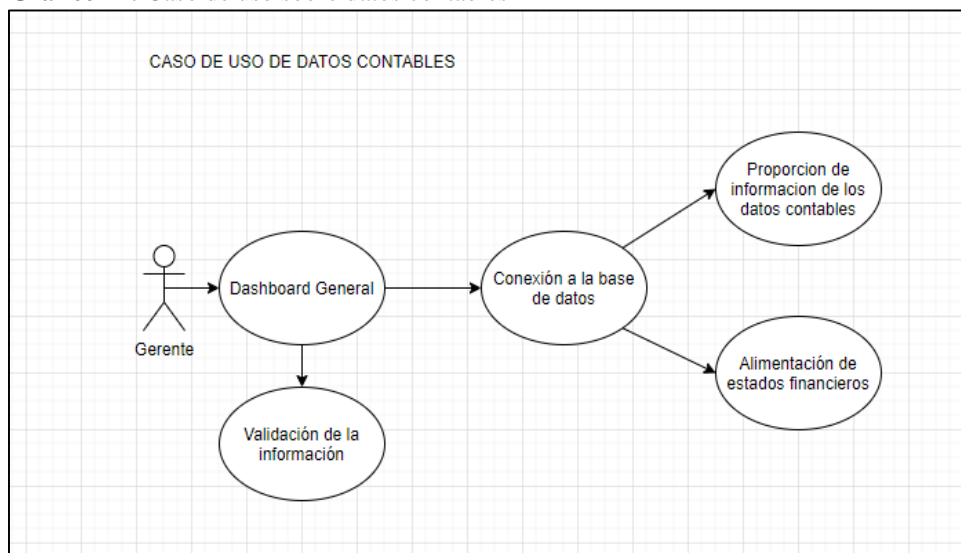 CASO DE USO DE DATOS CONTABLES
Proporcion de
informacion de los
datos contables
Dashboard General
Conexión a la base
de datos
Gerente
Alimentación de
estados financieros
Validación de la
información